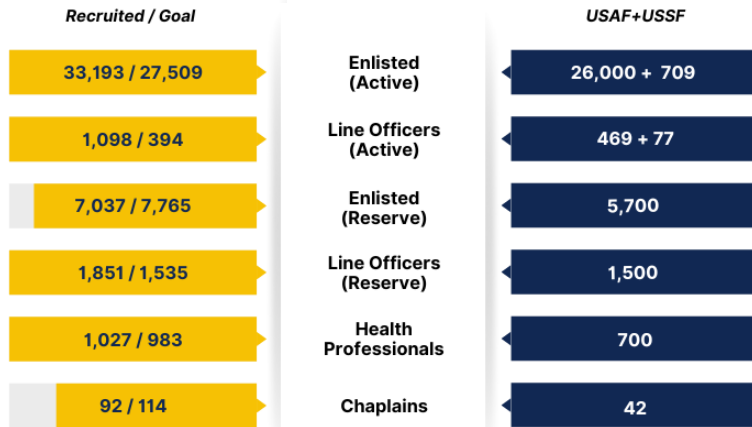 Recruited / Goal
USAF+USSF
33,193 / 27,509
Enlisted
(Active)
26,000 + 709
1,098 / 394
Line Officers
(Active)
469 + 77
7,037 / 7,765
Enlisted
(Reserve)
5,700
1,851 / 1,535
Line Officers
(Reserve)
1,500
1,027 / 983
Health
Professionals
700
92 / 114
Chaplains
42